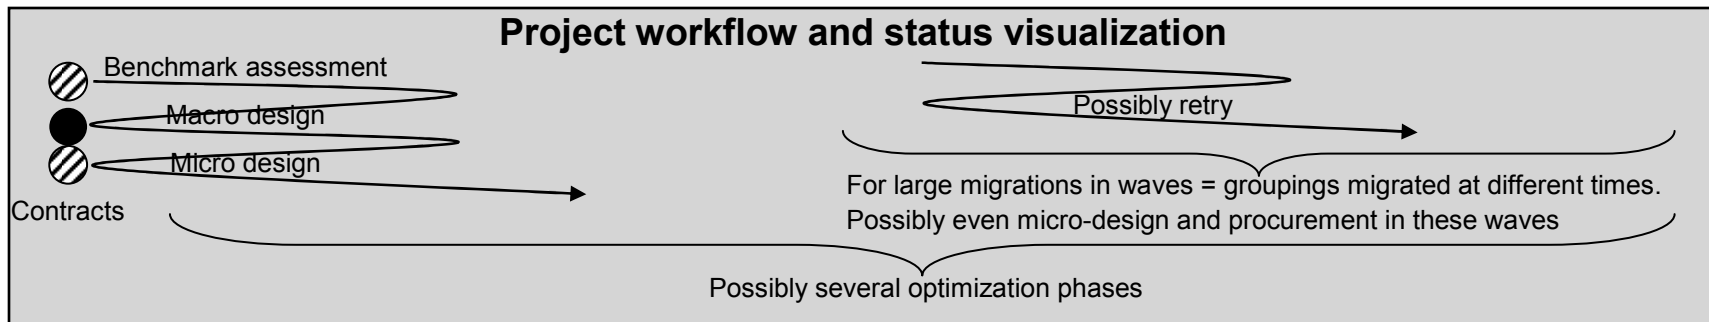 Project workflow and status visualization
Benchmark assessment
Macro design
Possibly retry
Micro design
For large migrations in waves = groupings migrated at different times.
Contracts
Possibly even micro-design and procurement in these waves
Possibly several optimization phases